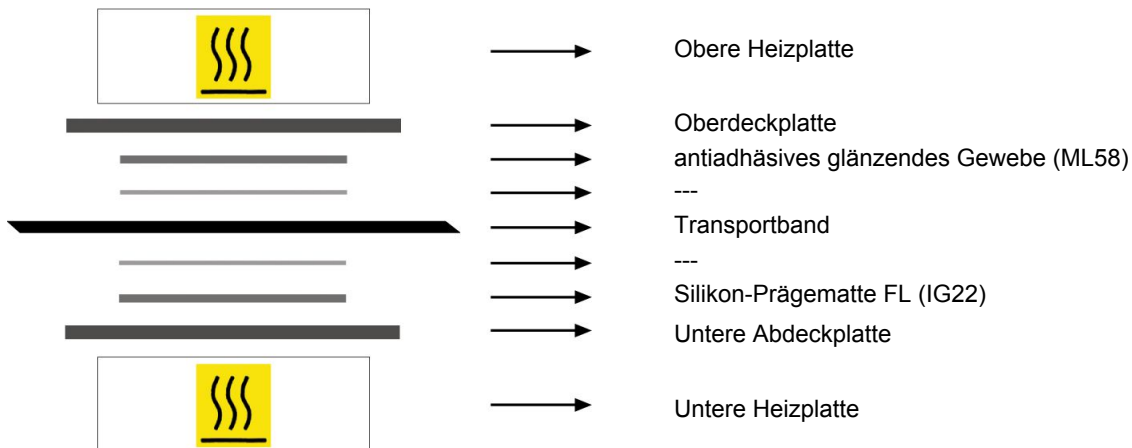 Obere Heizplatte
Oberdeckplatte
antiadhäsives glänzendes Gewebe (ML58)
---
Transportband
---
Silikon-Prägematte FL (IG22)
Untere Abdeckplatte
Untere Heizplatte